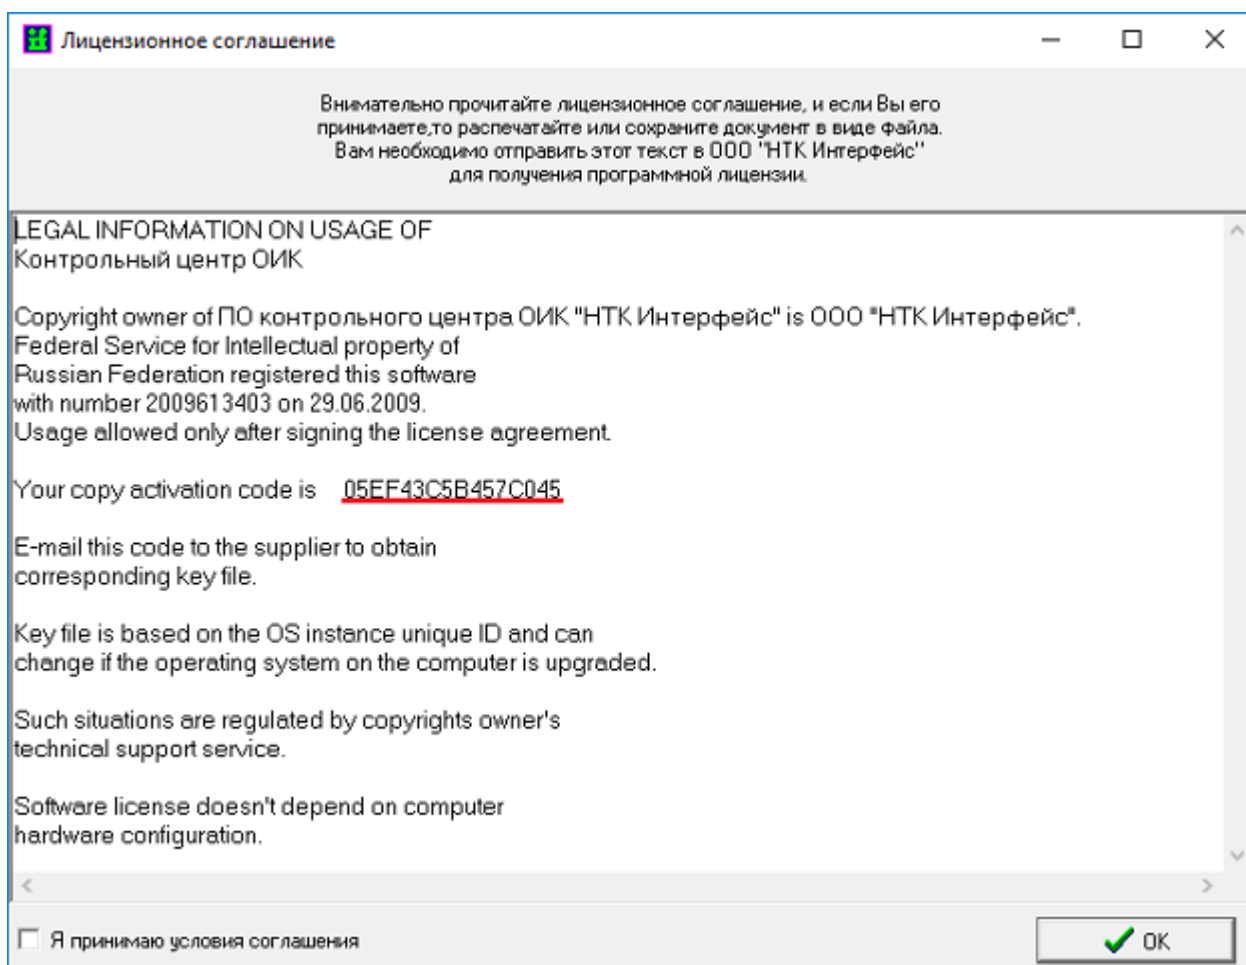 Лицензионное соглашение
Внимательно прочитайте лицензионное соглашение, и если Вы его
принимаете,то распечатайте или сохраните документ в виде файла.
Вам необходимо отправить этот текст в ООО "НТК Интерфейс"
для получения программной лицензии.
LEGAL INFORMATION ON USAGE OF
Контрольный центр ОИК
Copyright owner of ПО контрольного центра ОИК "НТК Интерфейс" is ООО "НТК Интерфейс".
Federal Service for Intellectual property of
Russian Federation registered this software
with number 2009613403 on 29.06.2009.
Usage allowed only after signing the license agreement.
Your copy activation code is 05EF43C5B457C045
E-mail this code to the supplier to obtain
corresponding key file.
Key file is based on the OS instance unique ID and can
change if the operating system on the computer is upgraded.
Such situations are regulated by copyrights owner's
technical support service.
Software license doesn't depend on computer
hardware configuration.
Я принимаю условия соглашения
OK